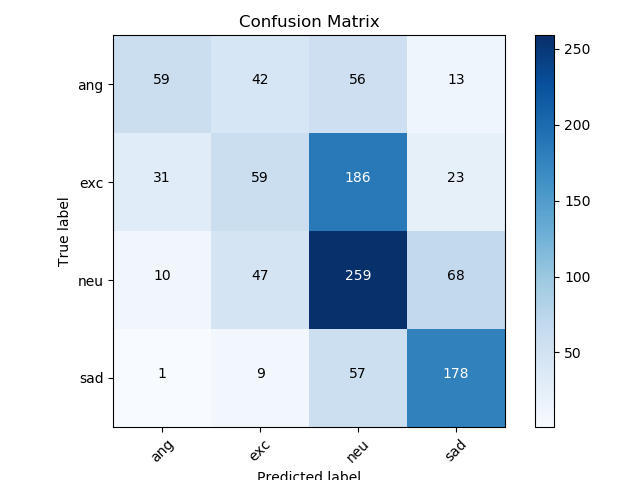 Confusion Matrix
True label
ang 59 42 56 13
exc 31 59 186 23
neu 10 47 259 68
sad 1 9 57 178
ang exc neu sad
Predicted label
250
200
150
100
50